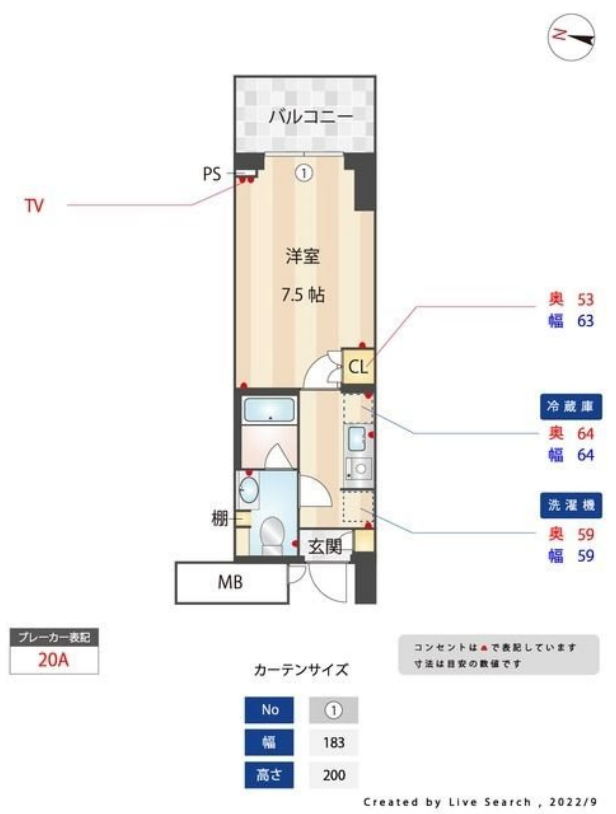 N
バルコニー
PS
①
TV
洋室
7.5 帖
奥 53
幅 63
CL
冷蔵庫
奥 64
幅 64
洗濯機
奥 59
幅 59
棚
玄関
MB
ブレーカー表記
20A
コンセントは▲で表記しています
寸法は目安の数値です
カーテンサイズ
No ①
幅 183
高さ 200
Created by Live Search , 2022/9